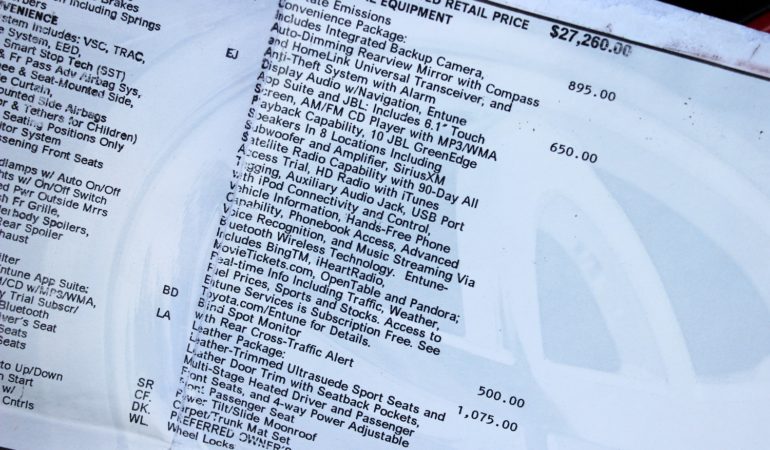 Brakes
Including Springs
VENIENCE
stem Includes: VSC, TRAC,
e System, EBD,
Smart Stop Tech (SST)
& Fr Pass Adv Airbag Sys,
ee & Seat-Mounted Side,
e Curtain,
ounted Side Airbags
r & Tethers for Children)
Seating Positions Only
itor System
ssening Front Seats
adlamps w/ Auto On/Off
ghts w/ On/Off Switch
ted Pwr Outside Mrrs
sh Fr Grille,
derbody Spoilers,
ear Spoiler
xhaust
ilter
Entune App Suite;
M/CD w/MP3/WMA,
y Trial Subscr/
Bluetooth
ver's Seat
Seats
Seats
to Up/Down
n Start
w/
Cntrls
EJ
BD
LA
SR
CF
DK
WL
ED RETAIL PRICE $27,260.00
EQUIPMENT
ate Emissions
Convenience Package:
Includes Integrated Backup Camera,
Auto-Dimming Rearview Mirror with Compass
and HomeLink Universal Transceiver, and
Anti-Theft System with Alarm 895.00
Display Audio w/Navigation, Entune
App Suite and JBL: Includes 6.1" Touch
Screen, AM/FM CD Player with MP3/WMA
Playback Capability, 10 JBL GreenEdge
Speakers In 8 Locations Including
Subwoofer and Amplifier, SiriusXM
Satellite Radio Capability with 90-Day All
Access Trial, HD Radio with iTunes
Tagging, Auxiliary Audio Jack, USB Port
with iPod Connectivity and Control,
Vehicle Information, Hands-Free Phone
Capability, Phonebook Access, Advanced
Voice Recognition, and Music Streaming Via
Bluetooth Wireless Technology. Entune-
Includes BingTM, iHeartRadio,
MovieTickets.com, OpenTable and Pandora;
Real-time Info Including Traffic, Weather,
Fuel Prices, Sports and Stocks. Access to
Entune Services is Subscription Free. See
Toyota.com/Entune for Details. 650.00
Blind Spot Monitor
with Rear Cross-Traffic Alert 500.00
Leather Package:
Leather-Trimmed Ultrasuede Sport Seats and
Leather Door Trim with Seatback Pockets,
Multi-Stage Heated Driver and Passenger
Front Seats, and 4-way Power Adjustable
Front Passenger Seat 1,075.00
Power Tilt/Slide Moonroof
Carpet/Trunk Mat Set
PREFERRED OWNER'S
Wheel Locks